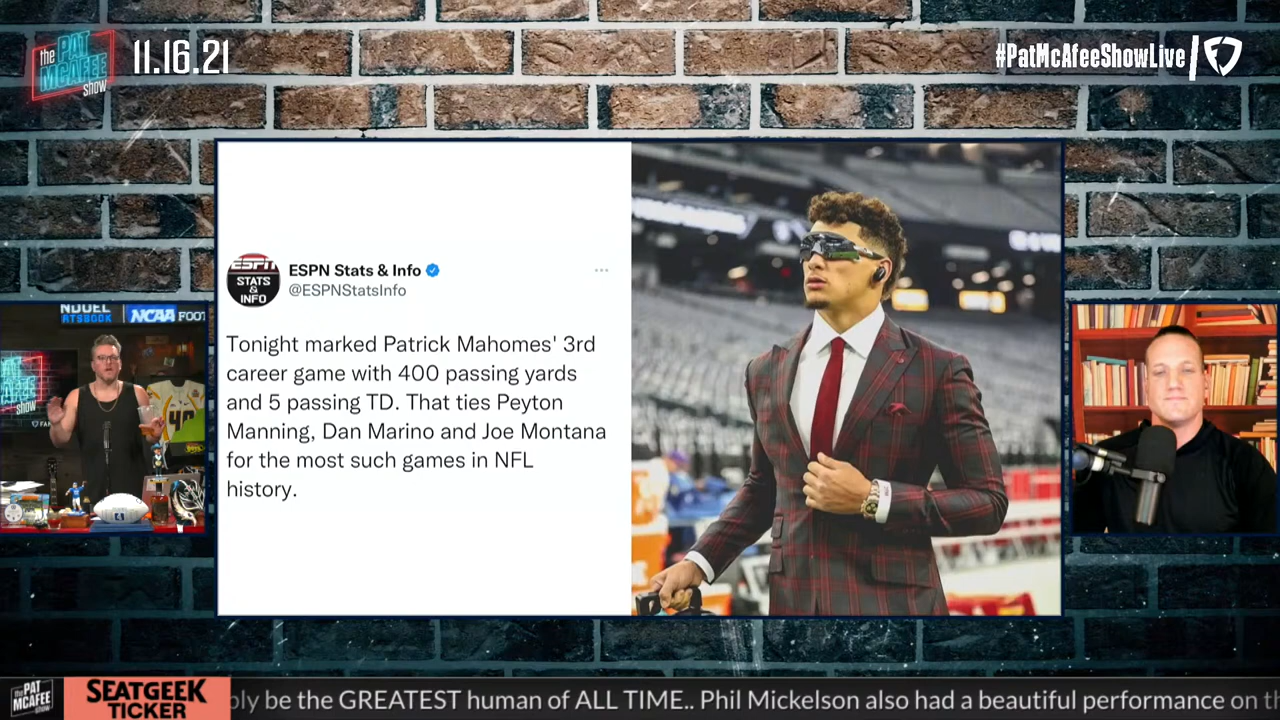 the PAT MCAFEE show
11.16.21
#PatMcAfeeShowLive
ESPN
STATS
&
INFO
ESPN Stats & Info
@ESPNStatsInfo
Tonight marked Patrick Mahomes' 3rd
career game with 400 passing yards
and 5 passing TD. That ties Peyton
Manning, Dan Marino and Joe Montana
for the most such games in NFL
history.
NCAA FOOT
show
the PAT MCAFEE show
SEATGEEK
TICKER
bly be the GREATEST human of ALL TIME.. Phil Mickelson also had a beautiful performance on th